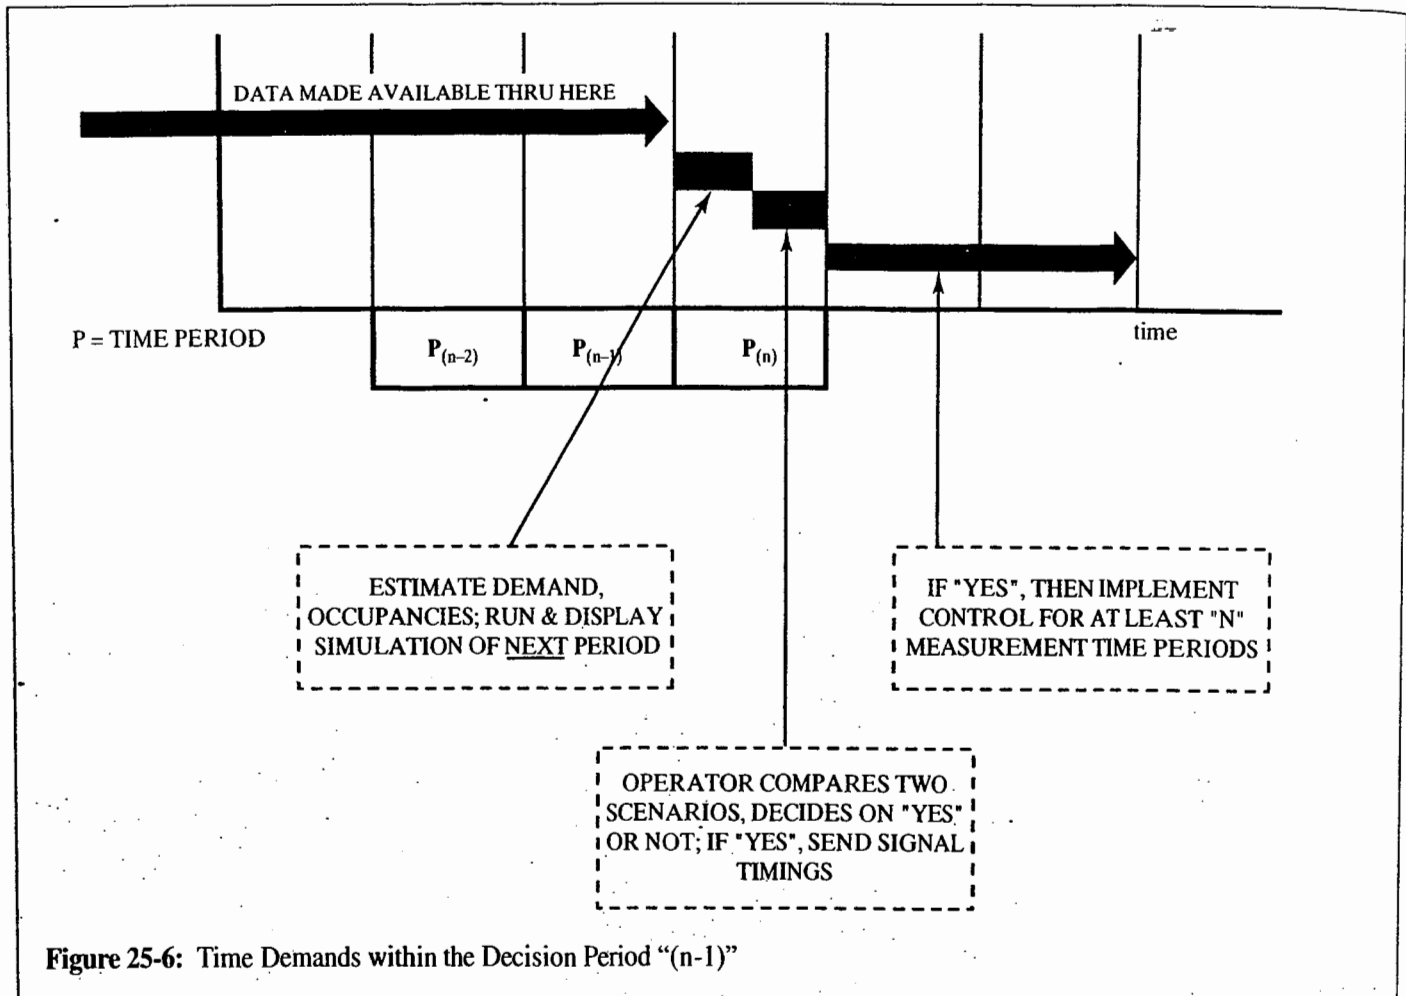 DATA MADE AVAILABLE THRU HERE
P = TIME PERIOD
P(n–2)
P(n–1)
P(n)
time
ESTIMATE DEMAND,
OCCUPANCIES; RUN & DISPLAY
SIMULATION OF NEXT PERIOD
IF "YES", THEN IMPLEMENT
CONTROL FOR AT LEAST "N"
MEASUREMENT TIME PERIODS
OPERATOR COMPARES TWO
SCENARIOS, DECIDES ON "YES"
OR NOT; IF "YES", SEND SIGNAL
TIMINGS
Figure 25-6: Time Demands within the Decision Period “(n-1)”